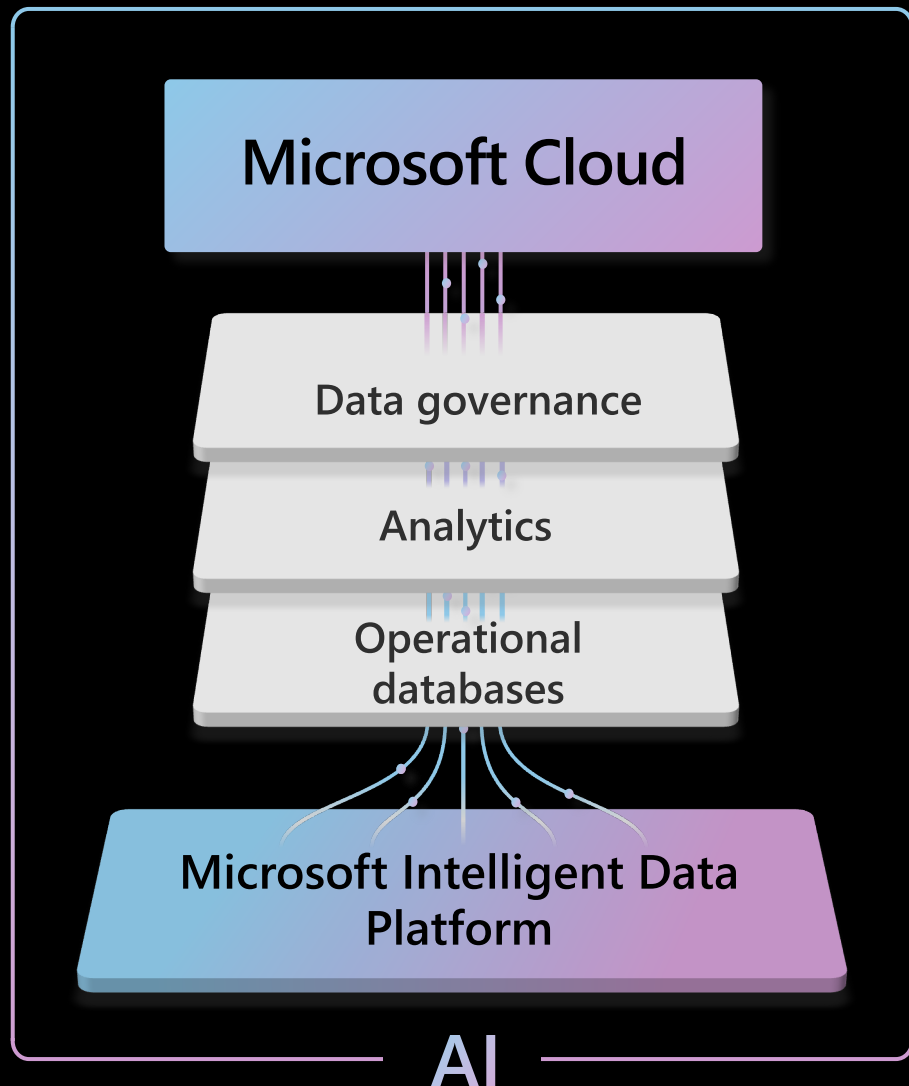 Microsoft Cloud
Data governance
Analytics
Operational
databases
Microsoft Intelligent Data
Platform
AI